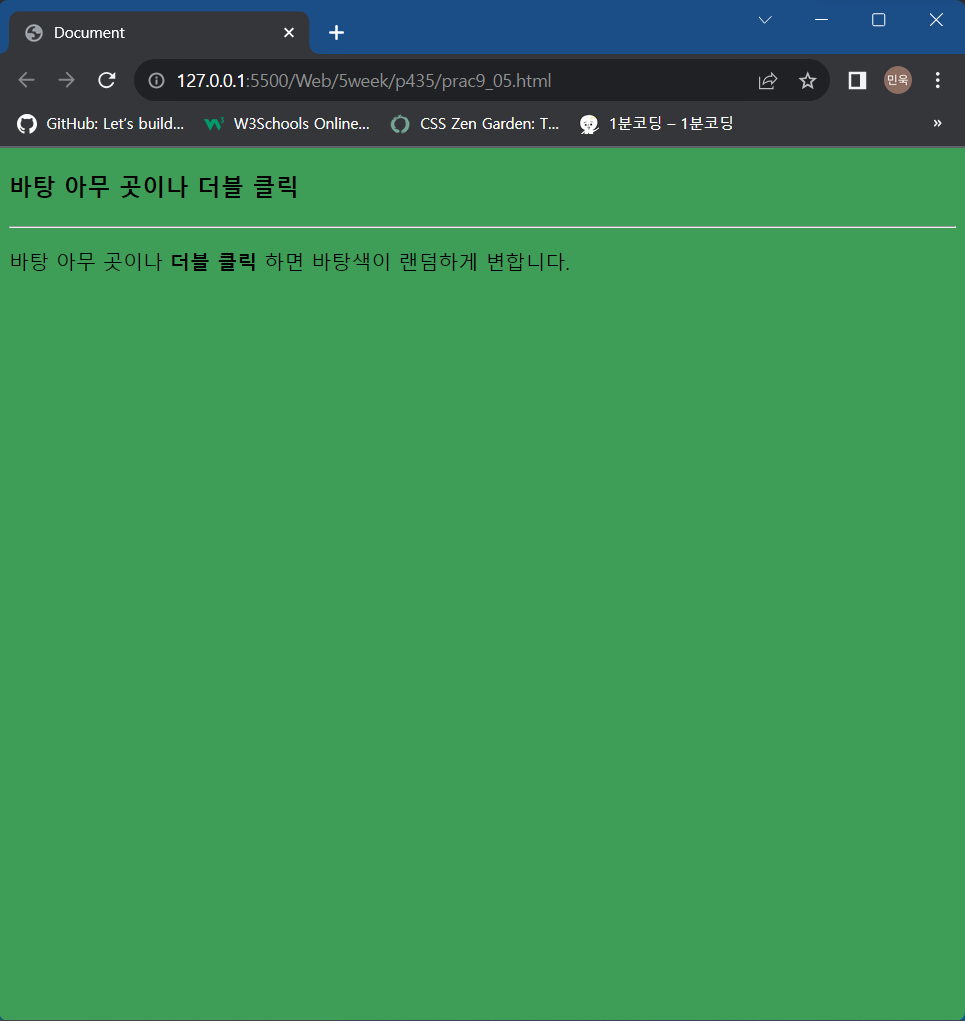 Document
127.0.0.1:5500/Web/5week/p435/prac9_05.html
민욱
GitHub: Let's build... W3Schools Online... CSS Zen Garden: T... 1분코딩 – 1분코딩 »
바탕 아무 곳이나 더블 클릭
바탕 아무 곳이나 더블 클릭 하면 바탕색이 랜덤하게 변합니다.